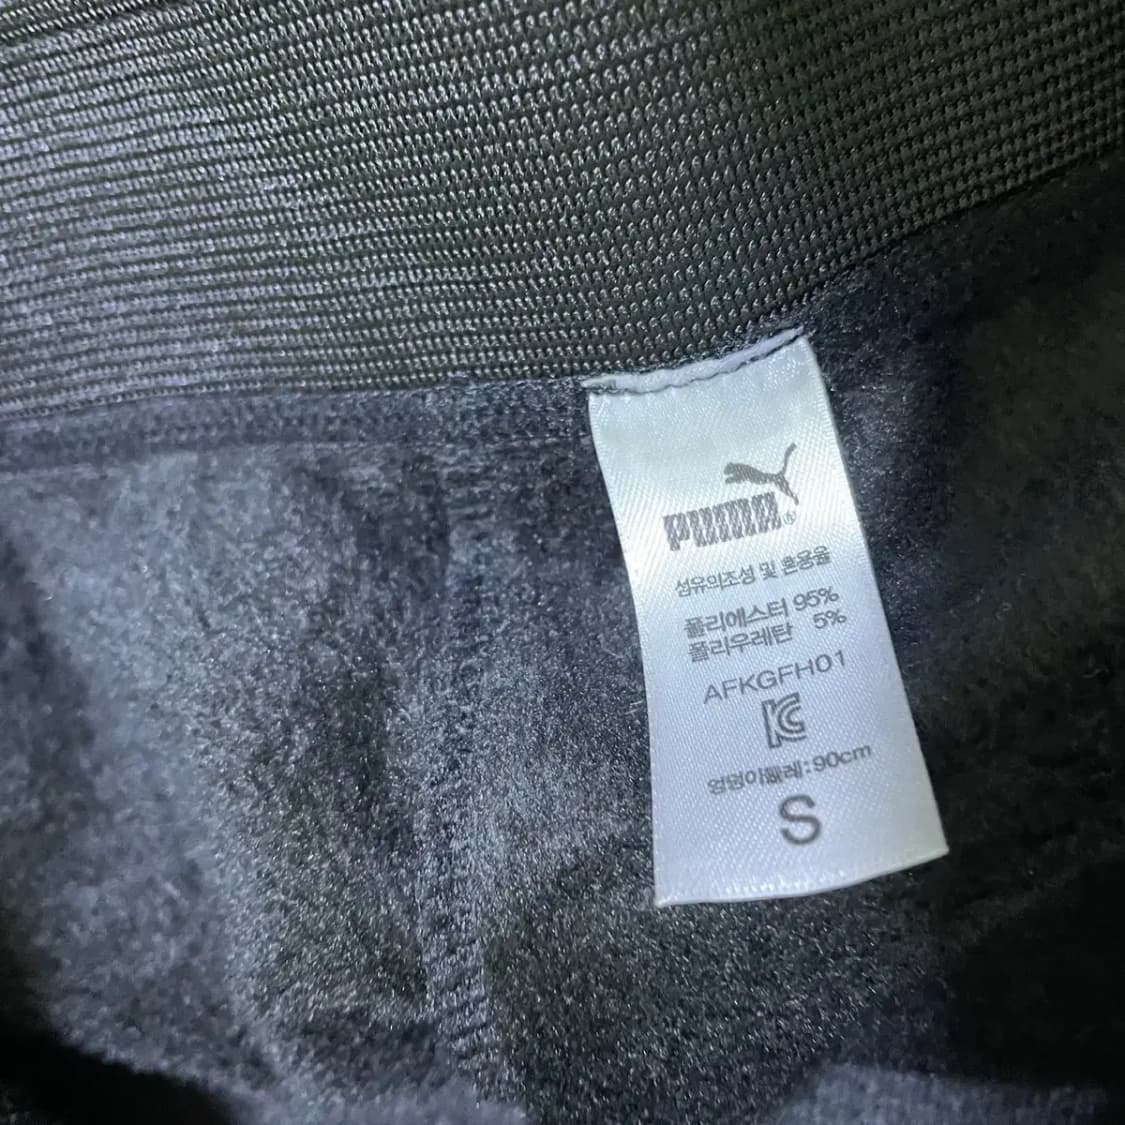 PUMA®
섬유의조성 및 혼용율
폴리에스터 95%
폴리우레탄 5%
AFKGFH01
KC
엉덩이둘레:90cm
S